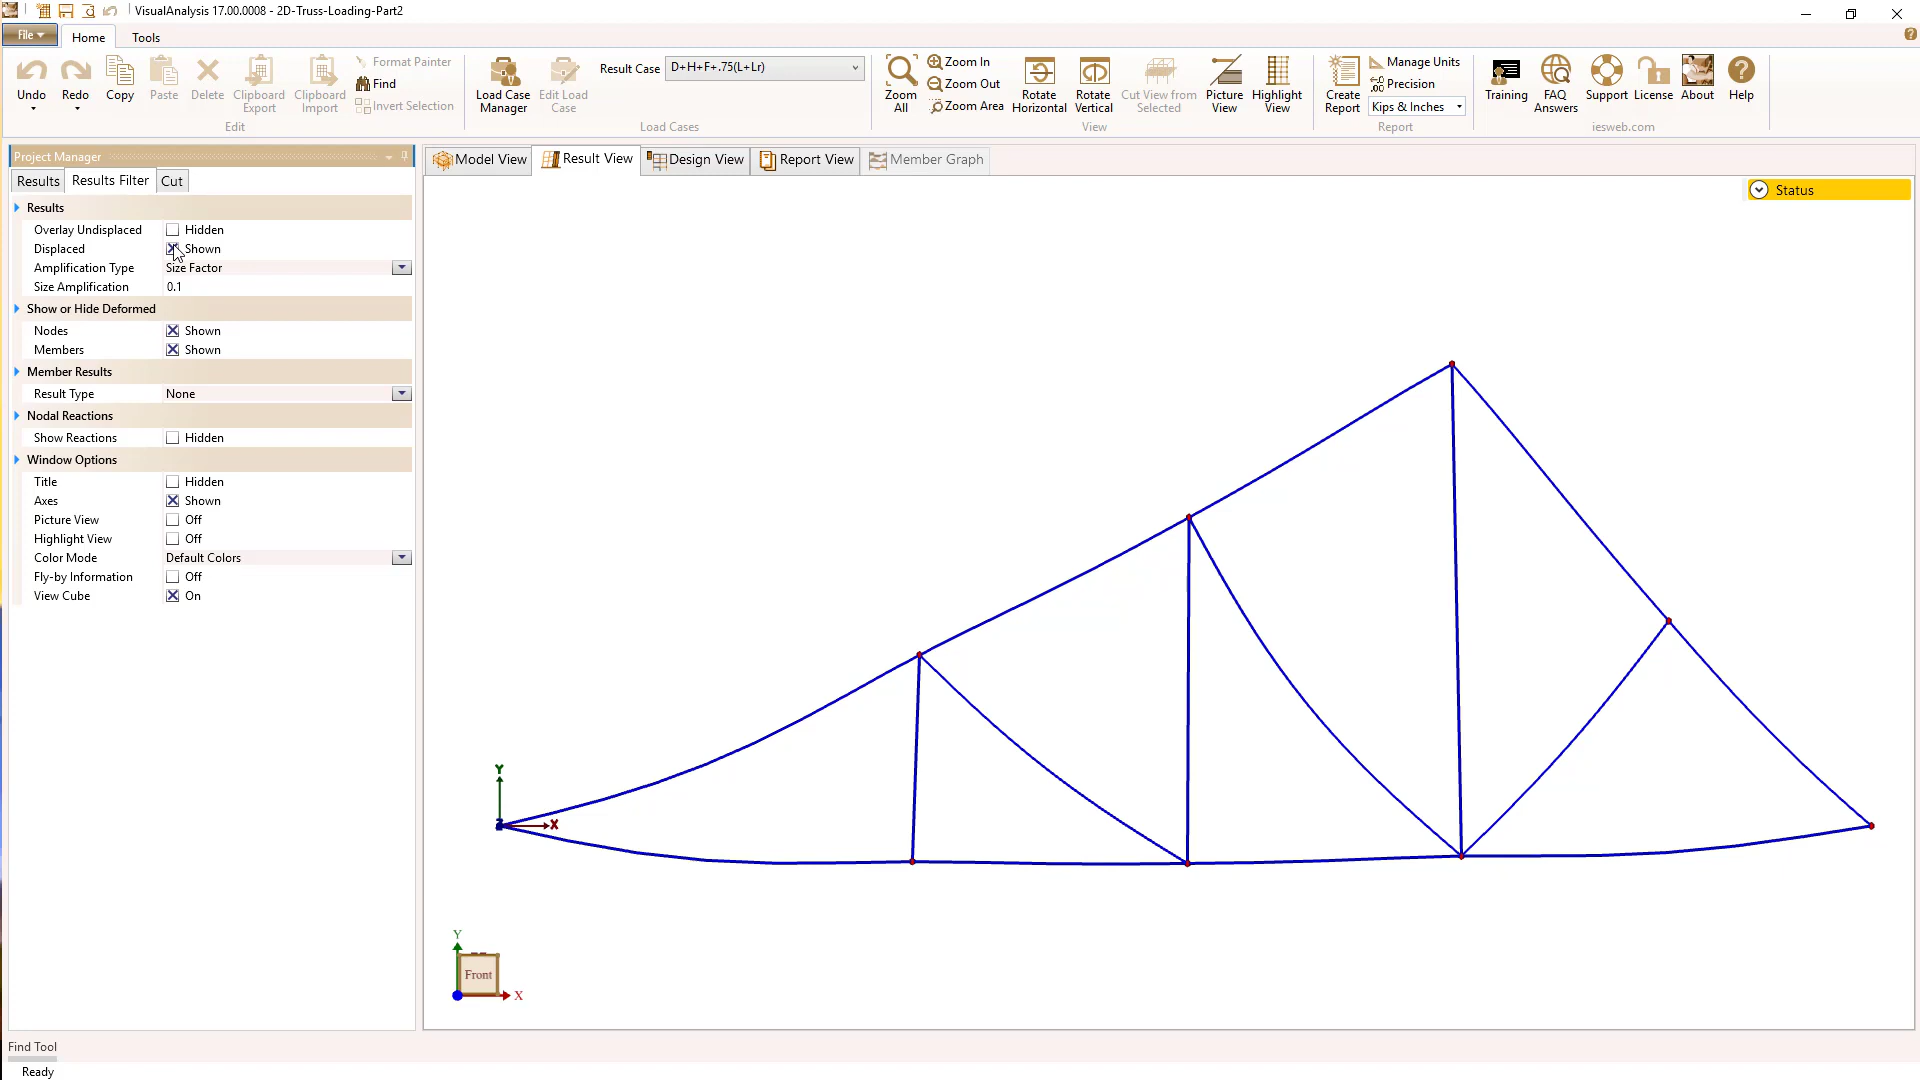 VisualAnalysis 17.00.0008 - 2D-Truss-Loading-Part2
File
Home
Tools
Undo
Redo
Copy
Paste
Delete
Clipboard Export
Clipboard Import
Format Painter
Find
Invert Selection
Edit
Load Case Manager
Edit Load Case
Result Case
D+H+F+.75(L+Lr)
Load Cases
Zoom All
Zoom In
Zoom Out
Zoom Area
Rotate Horizontal
Rotate Vertical
Cut View from Selected
Picture View
Highlight View
View
Create Report
Manage Units
.00 Precision
Kips & Inches
Report
Training
FAQ Answers
Support
License
About
Help
iesweb.com
Project Manager
Results
Results Filter
Cut
Results
Overlay Undisplaced Hidden
Displaced Shown
Amplification Type Size Factor
Size Amplification 0.1
Show or Hide Deformed
Nodes Shown
Members Shown
Member Results
Result Type None
Nodal Reactions
Show Reactions Hidden
Window Options
Title Hidden
Axes Shown
Picture View Off
Highlight View Off
Color Mode Default Colors
Fly-by Information Off
View Cube On
Model View
Result View
Design View
Report View
Member Graph
Status
Y
X
Y
Front
X
Find Tool
Ready